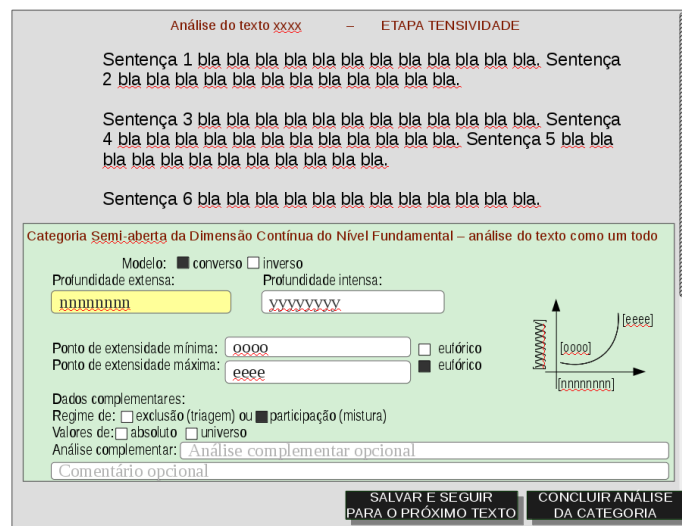 Análise do texto xxxx – ETAPA TENSIVIDADE
Sentença 1 bla bla bla bla bla bla bla bla bla bla bla bla. Sentença
2 bla bla bla bla bla bla bla bla bla bla bla bla.
Sentença 3 bla bla bla bla bla bla bla bla bla bla bla bla. Sentença
4 bla bla bla bla bla bla bla bla bla bla bla bla. Sentença 5 bla bla
bla bla bla bla bla bla bla bla bla bla.
Sentença 6 bla bla bla bla bla bla bla bla bla bla bla bla.
Categoria Semi-aberta da Dimensão Contínua do Nível Fundamental – análise do texto como um todo
Modelo: converso inverso
Profundidade extensa: Profundidade intensa:
nnnnnnnnn yyyyyyyy
[yyyyyyyy]
[eeee]
[oooo]
[nnnnnnnnn]
Ponto de extensidade mínima: oooo eufórico
Ponto de extensidade máxima: eeee eufórico
Dados complementares:
Regime de: exclusão (triagem) ou participação (mistura)
Valores de: absoluto universo
Análise complementar: Análise complementar opcional
Comentário opcional
SALVAR E SEGUIR
PARA O PRÓXIMO TEXTO
CONCLUIR ANÁLISE
DA CATEGORIA